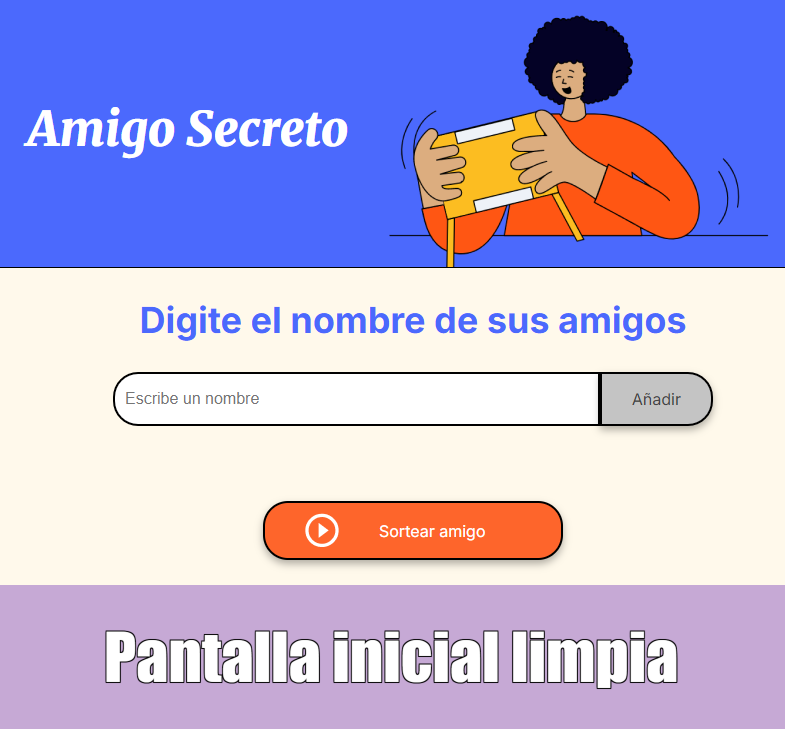 Amigo Secreto
Digite el nombre de sus amigos
Escribe un nombre
Añadir
Sortear amigo
Pantalla inicial limpia